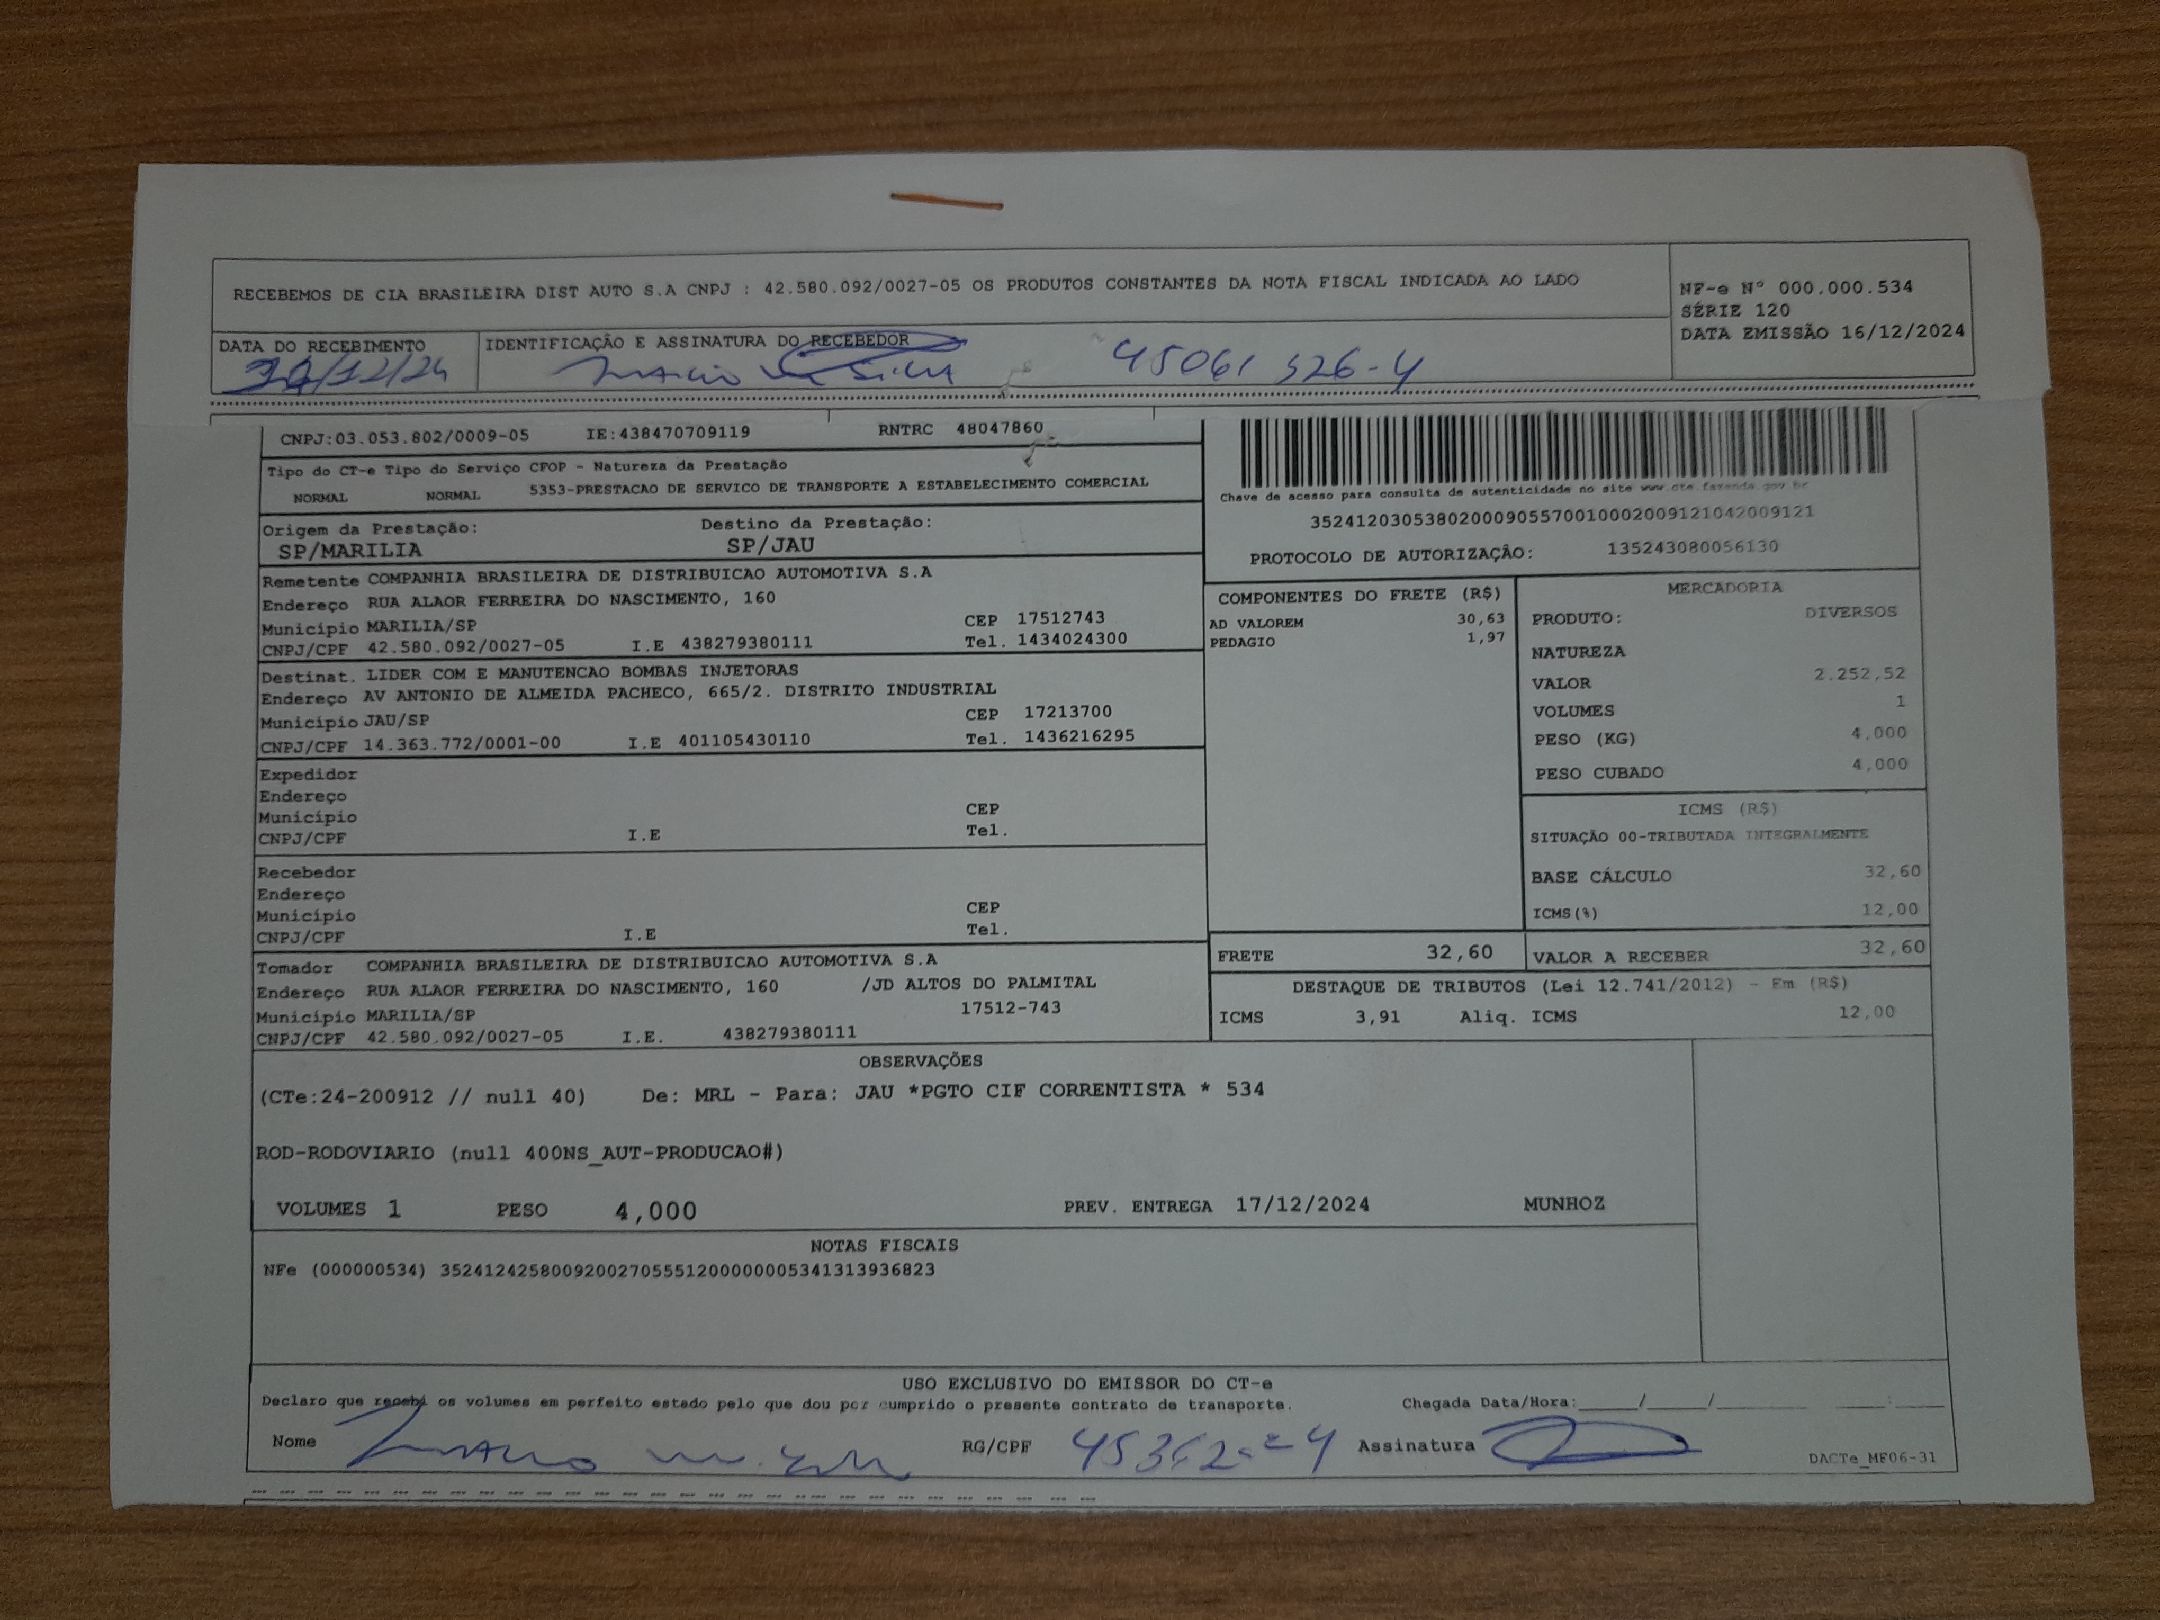 RECEBEMOS DE CIA BRASILEIRA DIST AUTO S.A CNPJ : 42.580.092/0027-05 OS PRODUTOS CONSTANTES DA NOTA FISCAL INDICADA AO LADO
NF-e Nº 000.000.534
SÉRIE 120
DATA EMISSÃO 16/12/2024
DATA DO RECEBIMENTO
IDENTIFICAÇÃO E ASSINATURA DO RECEBEDOR
/12/24
45061 526-4
CNPJ:03.053.802/0009-05 IE:438470709119 RNTRC 48047860
Tipo do CT-e Tipo do Serviço CFOP - Natureza da Prestação
NORMAL NORMAL 5353-PRESTACAO DE SERVICO DE TRANSPORTE A ESTABELECIMENTO COMERCIAL
Origem da Prestação: Destino da Prestação:
SP/MARILIA SP/JAU
Remetente COMPANHIA BRASILEIRA DE DISTRIBUICAO AUTOMOTIVA S.A
Endereço RUA ALAOR FERREIRA DO NASCIMENTO, 160
Município MARILIA/SP CEP 17512743
CNPJ/CPF 42.580.092/0027-05 I.E 438279380111 Tel. 1434024300
Destinat. LIDER COM E MANUTENCAO BOMBAS INJETORAS
Endereço AV ANTONIO DE ALMEIDA PACHECO, 665/2. DISTRITO INDUSTRIAL
Município JAU/SP CEP 17213700
CNPJ/CPF 14.363.772/0001-00 I.E 401105430110 Tel. 1436216295
Expedidor
Endereço
Município CEP
CNPJ/CPF I.E Tel.
Recebedor
Endereço
Município CEP
CNPJ/CPF I.E Tel.
Tomador COMPANHIA BRASILEIRA DE DISTRIBUICAO AUTOMOTIVA S.A
Endereço RUA ALAOR FERREIRA DO NASCIMENTO, 160 /JD ALTOS DO PALMITAL
Município MARILIA/SP 17512-743
CNPJ/CPF 42.580.092/0027-05 I.E. 438279380111
Chave de acesso para consulta de autenticidade no site www.cte.fazenda.gov.br
35241203053802000905570010002009121042009121
PROTOCOLO DE AUTORIZAÇÃO: 135243080056130
COMPONENTES DO FRETE (R$)
AD VALOREM 30,63
PEDAGIO 1,97
MERCADORIA
PRODUTO: DIVERSOS
NATUREZA
VALOR 2.252,52
VOLUMES 1
PESO (KG) 4,000
PESO CUBADO 4,000
ICMS (R$)
SITUAÇÃO 00-TRIBUTADA INTEGRALMENTE
BASE CÁLCULO 32,60
ICMS(%) 12,00
FRETE 32,60 VALOR A RECEBER 32,60
DESTAQUE DE TRIBUTOS (Lei 12.741/2012) - Em (R$)
ICMS 3,91 Aliq. ICMS 12,00
OBSERVAÇÕES
(CTe:24-200912 // null 40) De: MRL - Para: JAU *PGTO CIF CORRENTISTA * 534
ROD-RODOVIARIO (null 400NS_AUT-PRODUCAO#)
VOLUMES 1 PESO 4,000 PREV. ENTREGA 17/12/2024 MUNHOZ
NOTAS FISCAIS
NFe (000000534) 35241242580092002705551200000005341313936823
USO EXCLUSIVO DO EMISSOR DO CT-e
Declaro que recebi os volumes em perfeito estado pelo que dou por cumprido o presente contrato de transporte. Chegada Data/Hora:____/____/______ ____:____
Nome RG/CPF Assinatura
DACTe_MF06-31